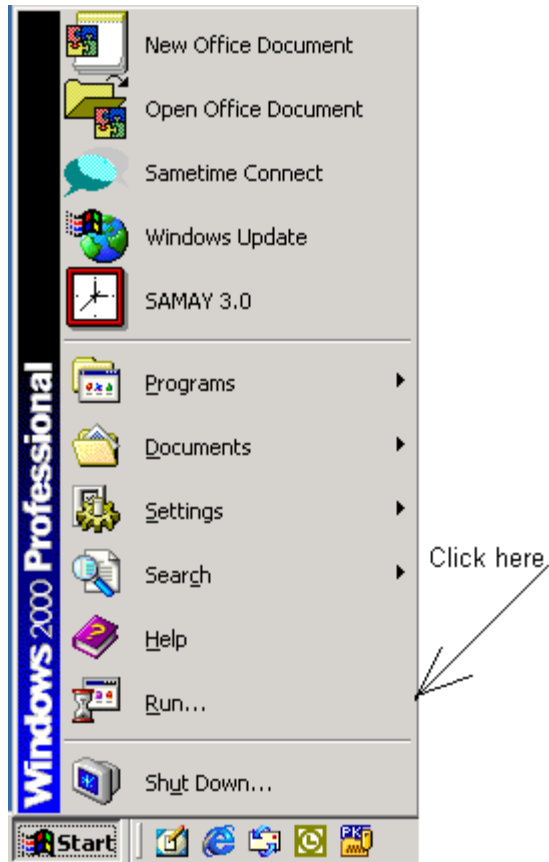 New Office Document
Open Office Document
Sametime Connect
Windows Update
SAMAY 3.0
Programs
Documents
Settings
Search
Help
Run...
Shut Down...
Windows 2000 Professional
Click here
Start
PK